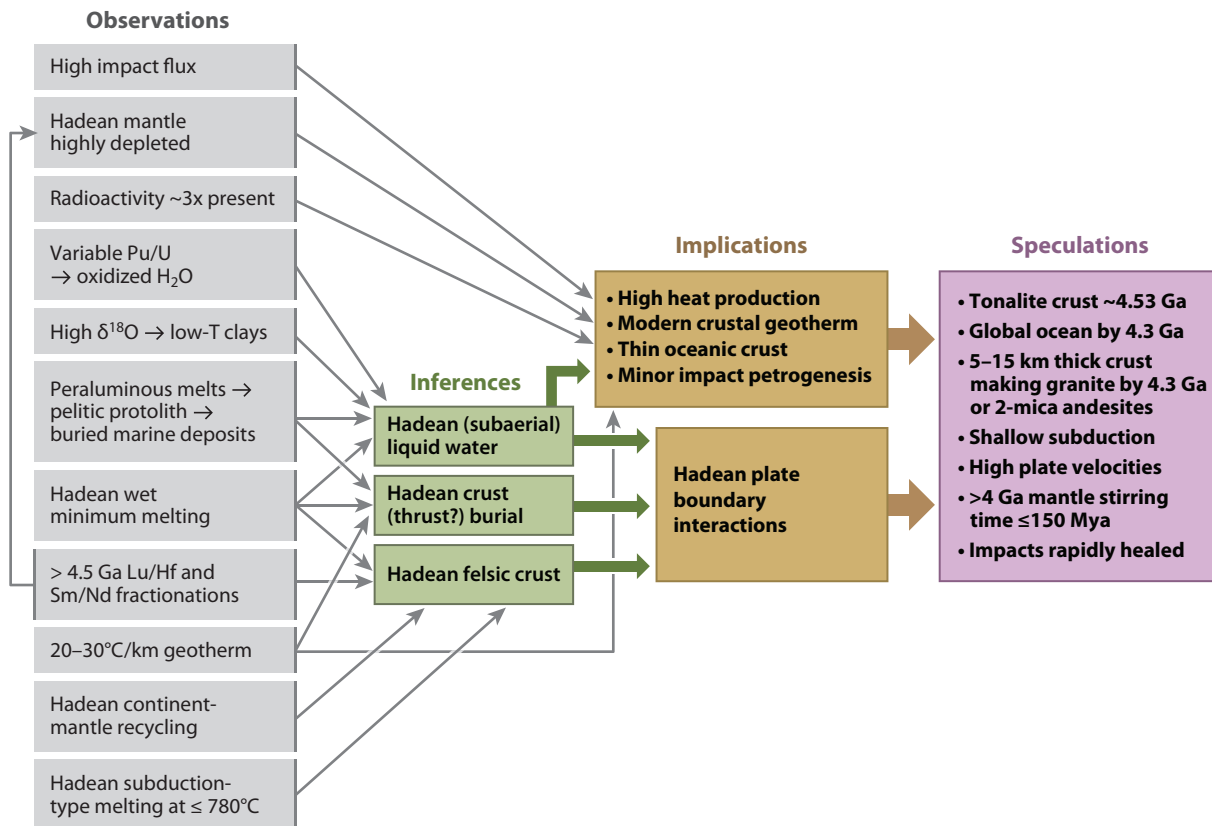 Observations
High impact flux
Hadean mantle
highly depleted
Radioactivity ~3x present
Variable Pu/U
→ oxidized H₂O
High δ¹⁸O → low-T clays
Peraluminous melts →
pelitic protolith →
buried marine deposits
Hadean wet
minimum melting
> 4.5 Ga Lu/Hf and
Sm/Nd fractionations
20–30°C/km geotherm
Hadean continent-
mantle recycling
Hadean subduction-
type melting at ≤ 780°C
Inferences
Hadean (subaerial)
liquid water
Hadean crust
(thrust?) burial
Hadean felsic crust
Implications
• High heat production
• Modern crustal geotherm
• Thin oceanic crust
• Minor impact petrogenesis
Hadean plate
boundary
interactions
Speculations
• Tonalite crust ~4.53 Ga
• Global ocean by 4.3 Ga
• 5–15 km thick crust
making granite by 4.3 Ga
or 2-mica andesites
• Shallow subduction
• High plate velocities
• >4 Ga mantle stirring
time ≤150 Mya
• Impacts rapidly healed